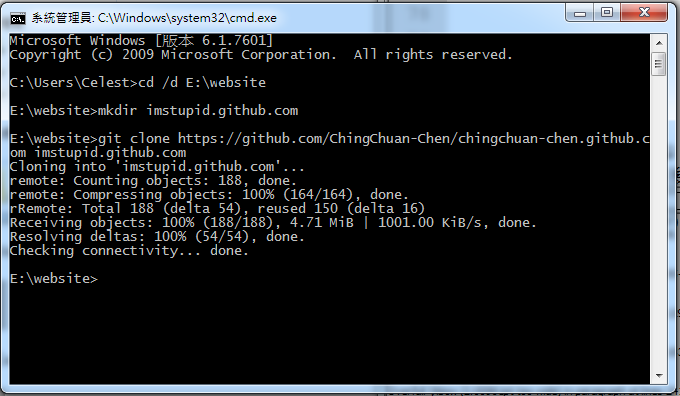 系統管理員: C:\Windows\system32\cmd.exe
Microsoft Windows [版本 6.1.7601]
Copyright (c) 2009 Microsoft Corporation.  All rights reserved.
C:\Users\Celest>cd /d E:\website
E:\website>mkdir imstupid.github.com
E:\website>git clone https://github.com/ChingChuan-Chen/chingchuan-chen.github.c
om imstupid.github.com
Cloning into 'imstupid.github.com'...
remote: Counting objects: 188, done.
remote: Compressing objects: 100% (164/164), done.
rRemote: Total 188 (delta 54), reused 150 (delta 16)
Receiving objects: 100% (188/188), 4.71 MiB | 1001.00 KiB/s, done.
Resolving deltas: 100% (54/54), done.
Checking connectivity... done.
E:\website>